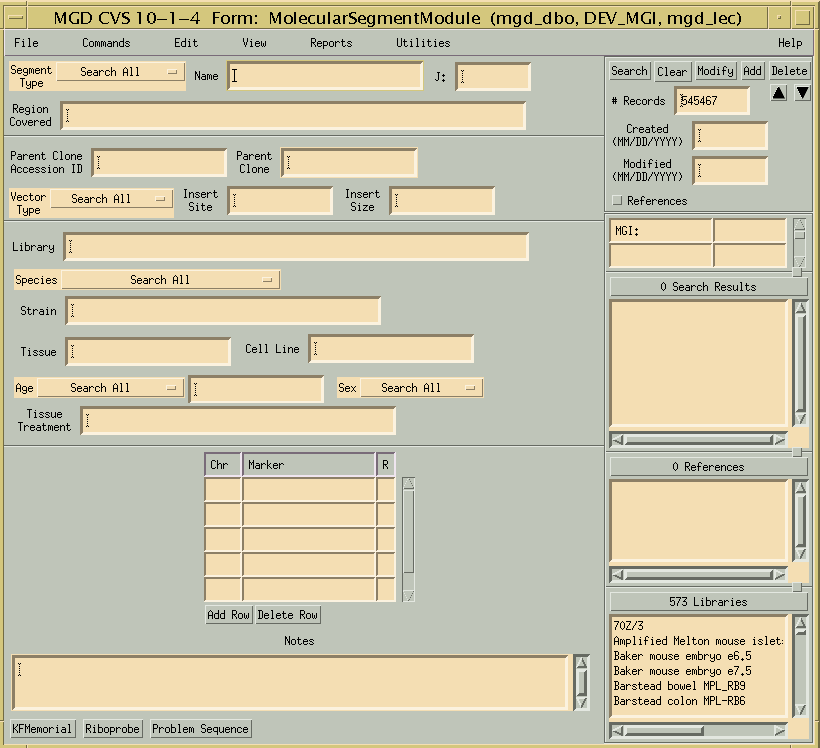 MGD CVS 10-1-4 Form: MolecularSegmentModule (mgd_dbo, DEV_MGI, mgd_lec)
File Commands Edit View Reports Utilities Help
Segment Type Search All Name J:
Region Covered
Parent Clone Accession ID Parent Clone
Vector Type Search All Insert Site Insert Size
Library
Species Search All
Strain
Tissue Cell Line
Age Search All Sex Search All
Tissue Treatment
Chr Marker R
Add Row Delete Row
Notes
KFMemorial Riboprobe Problem Sequence
Search Clear Modify Add Delete
# Records 545467
Created (MM/DD/YYYY)
Modified (MM/DD/YYYY)
References
MGI:
0 Search Results
0 References
573 Libraries
70Z/3
Amplified Melton mouse islet:
Baker mouse embryo e6.5
Baker mouse embryo e7.5
Barstead bowel MPL_RB9
Barstead colon MPL-RB6